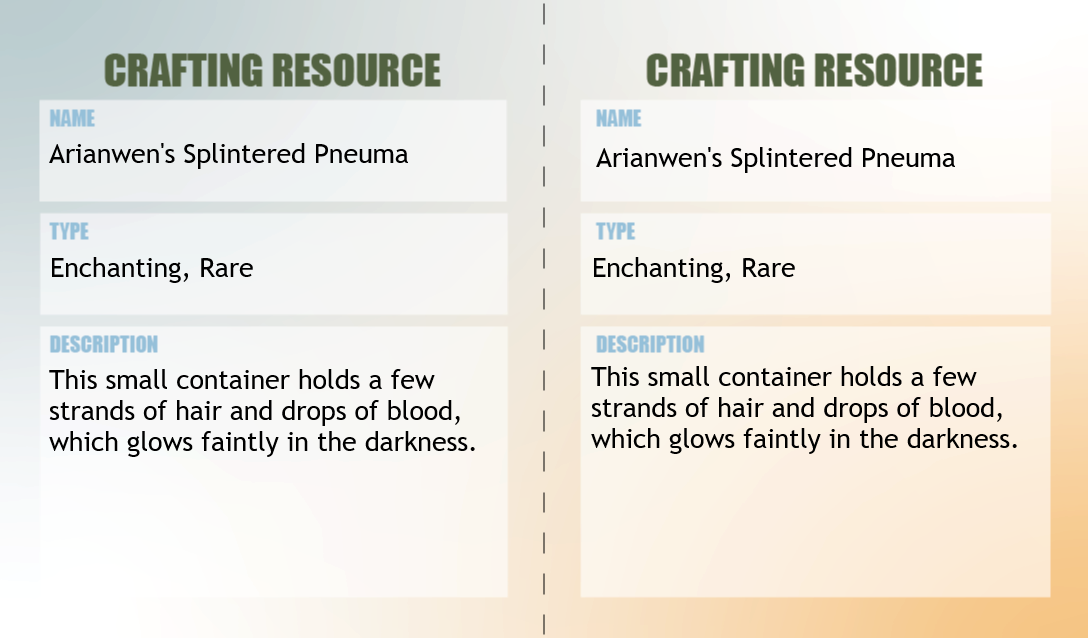 CRAFTING RESOURCE
NAME
Arianwen's Splintered Pneuma
TYPE
Enchanting, Rare
DESCRIPTION
This small container holds a few
strands of hair and drops of blood,
which glows faintly in the darkness.
CRAFTING RESOURCE
NAME
Arianwen's Splintered Pneuma
TYPE
Enchanting, Rare
DESCRIPTION
This small container holds a few
strands of hair and drops of blood,
which glows faintly in the darkness.